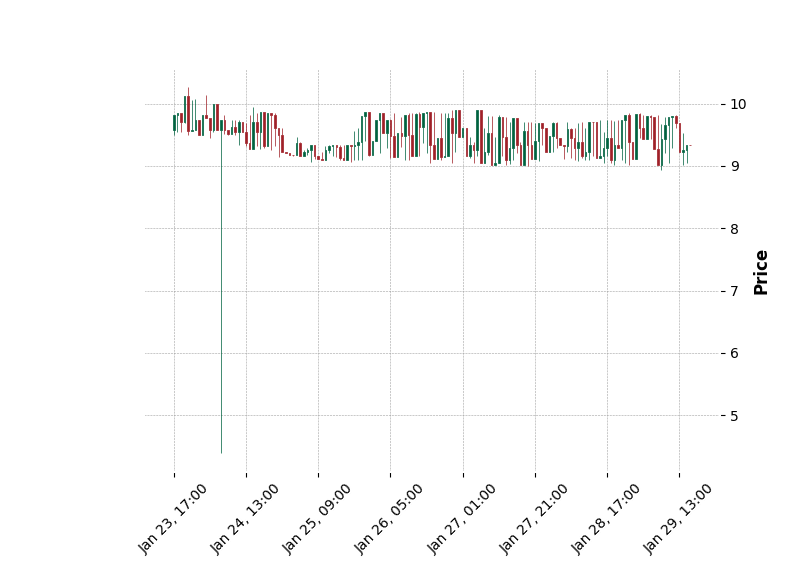 10
9
8
7
6
5
Price
Jan 23, 17:00
Jan 24, 13:00
Jan 25, 09:00
Jan 26, 05:00
Jan 27, 01:00
Jan 27, 21:00
Jan 28, 17:00
Jan 29, 13:00